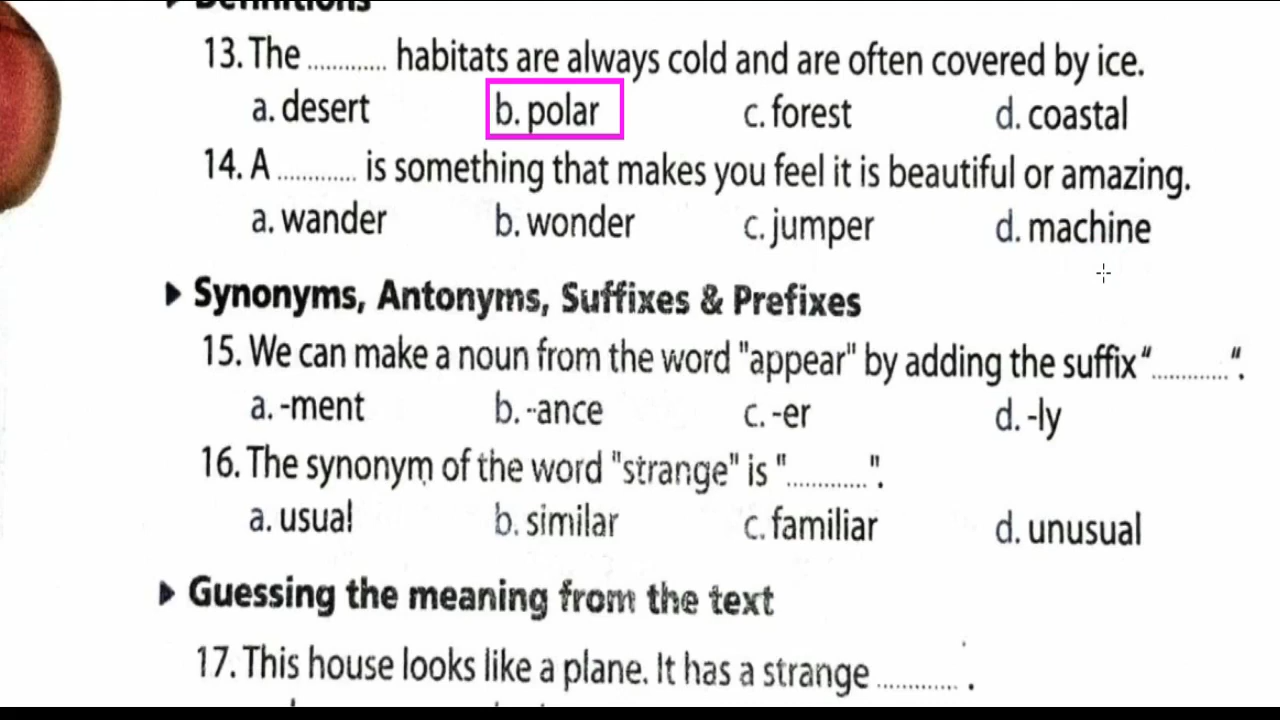 Definitions
13. The ............ habitats are always cold and are often covered by ice.
a. desert b. polar c. forest d. coastal
14. A ............ is something that makes you feel it is beautiful or amazing.
a. wander b. wonder c. jumper d. machine
Synonyms, Antonyms, Suffixes & Prefixes
15. We can make a noun from the word "appear" by adding the suffix “............“.
a. -ment b. -ance c. -er d. -ly
16. The synonym of the word "strange" is "............".
a. usual b. similar c. familiar d. unusual
Guessing the meaning from the text
17. This house looks like a plane. It has a strange ............ .